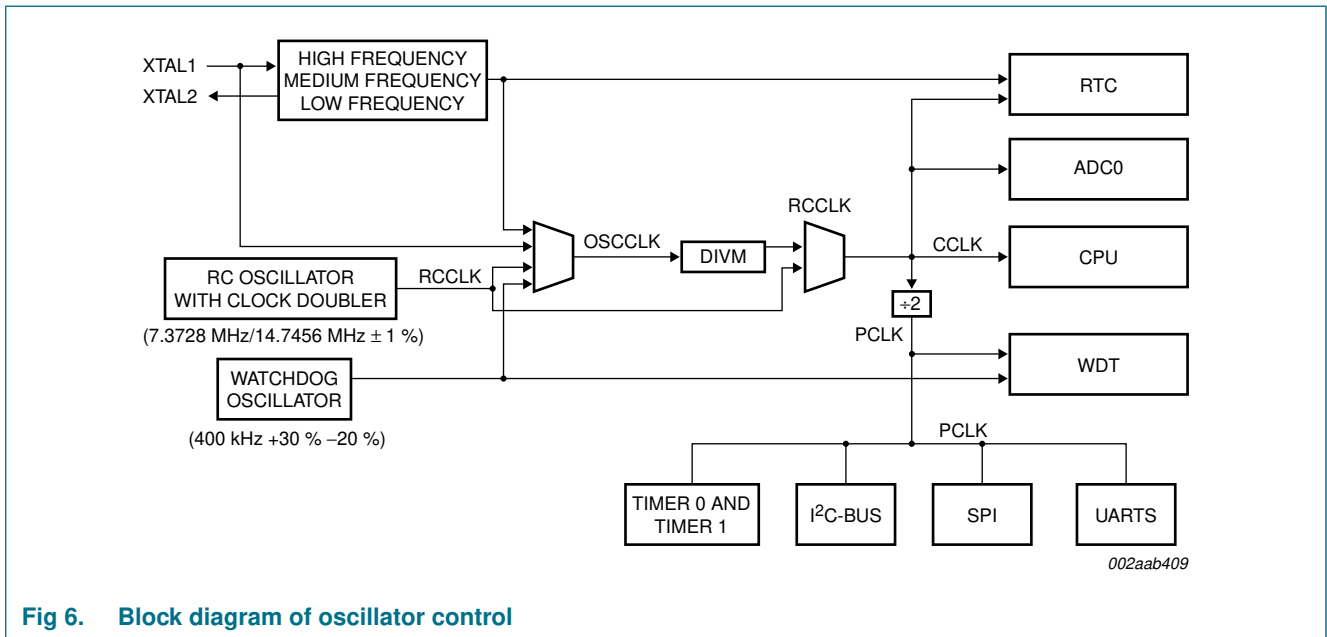 XTAL1
XTAL2
HIGH FREQUENCY
MEDIUM FREQUENCY
LOW FREQUENCY
RTC
ADC0
RCCLK
OSCCLK
DIVM
CCLK
CPU
RC OSCILLATOR
WITH CLOCK DOUBLER
RCCLK
(7.3728 MHz/14.7456 MHz ± 1 %)
÷2
PCLK
WDT
WATCHDOG
OSCILLATOR
(400 kHz +30 % −20 %)
PCLK
TIMER 0 AND
TIMER 1
I²C-BUS
SPI
UARTS
002aab409
Fig 6. Block diagram of oscillator control